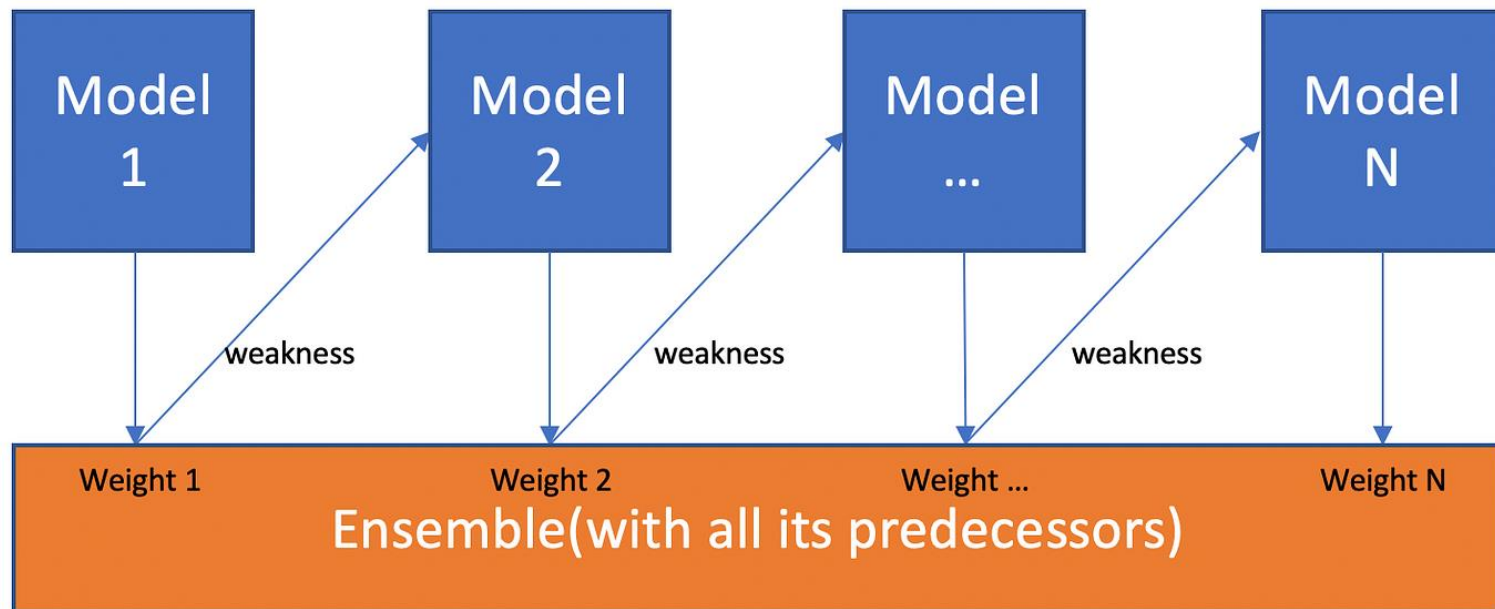 Model
1
Model
2
Model
...
Model
N
weakness
weakness
weakness
Weight 1
Weight 2
Weight ...
Weight N
Ensemble(with all its predecessors)